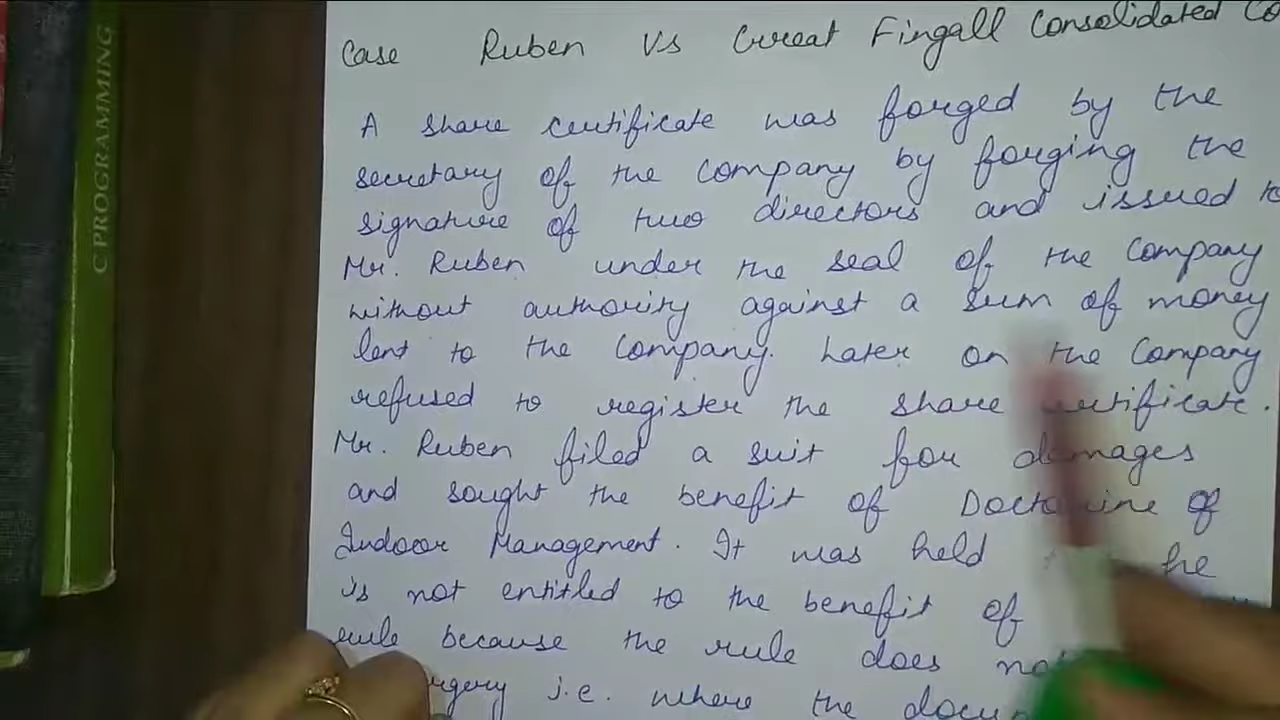 C PROGRAMMING
Case Ruben Vs Great Fingall Consolidated Co
A share certificate was forged by the
secretary of the company by forging the
signature of two directors and issued to
Mr. Ruben under the seal of the company
without authority against a sum of money
lent to the company. Later on the company
refused to register the share certificate.
Mr. Ruben filed a suit for damages
and sought the benefit of Doctorine of
Indoor Management. It was held he
is not entitled to the benefit of
rule because the rule does
i.e. where the